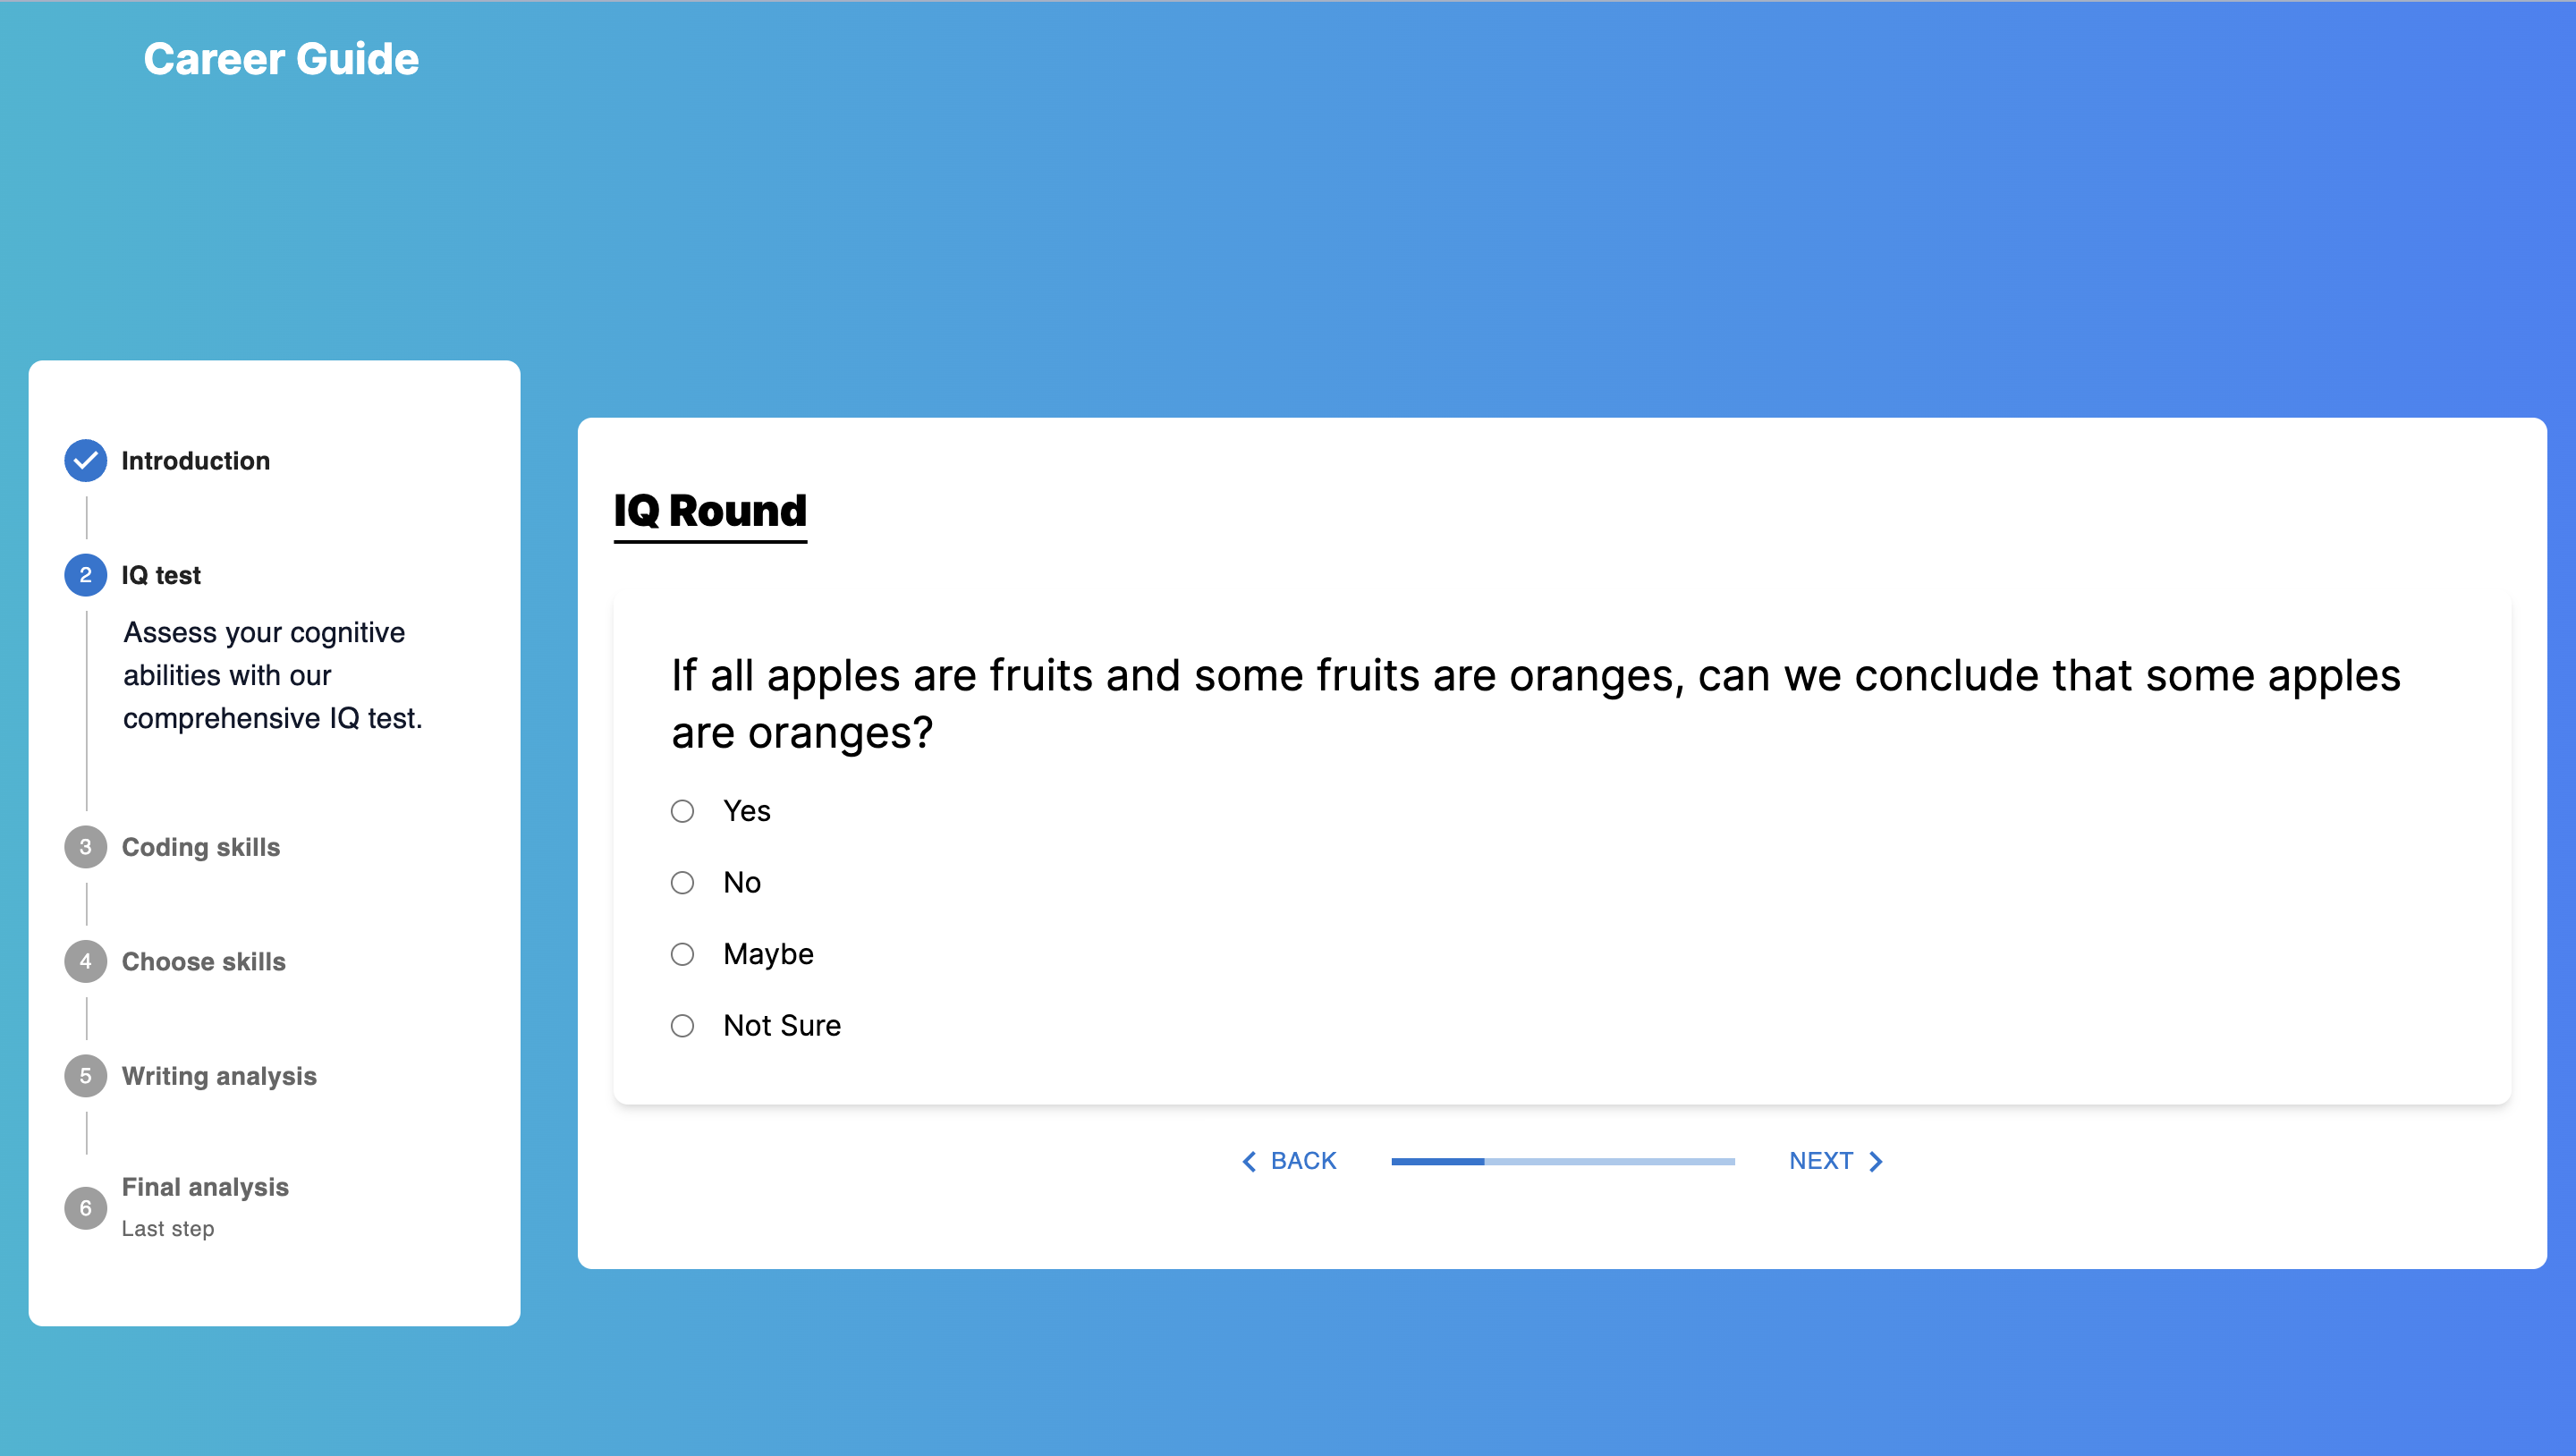 Career Guide
Introduction
2
IQ test
Assess your cognitive
abilities with our
comprehensive IQ test.
3
Coding skills
4
Choose skills
5
Writing analysis
6
Final analysis
Last step
IQ Round
If all apples are fruits and some fruits are oranges, can we conclude that some apples
are oranges?
Yes
No
Maybe
Not Sure
BACK
NEXT